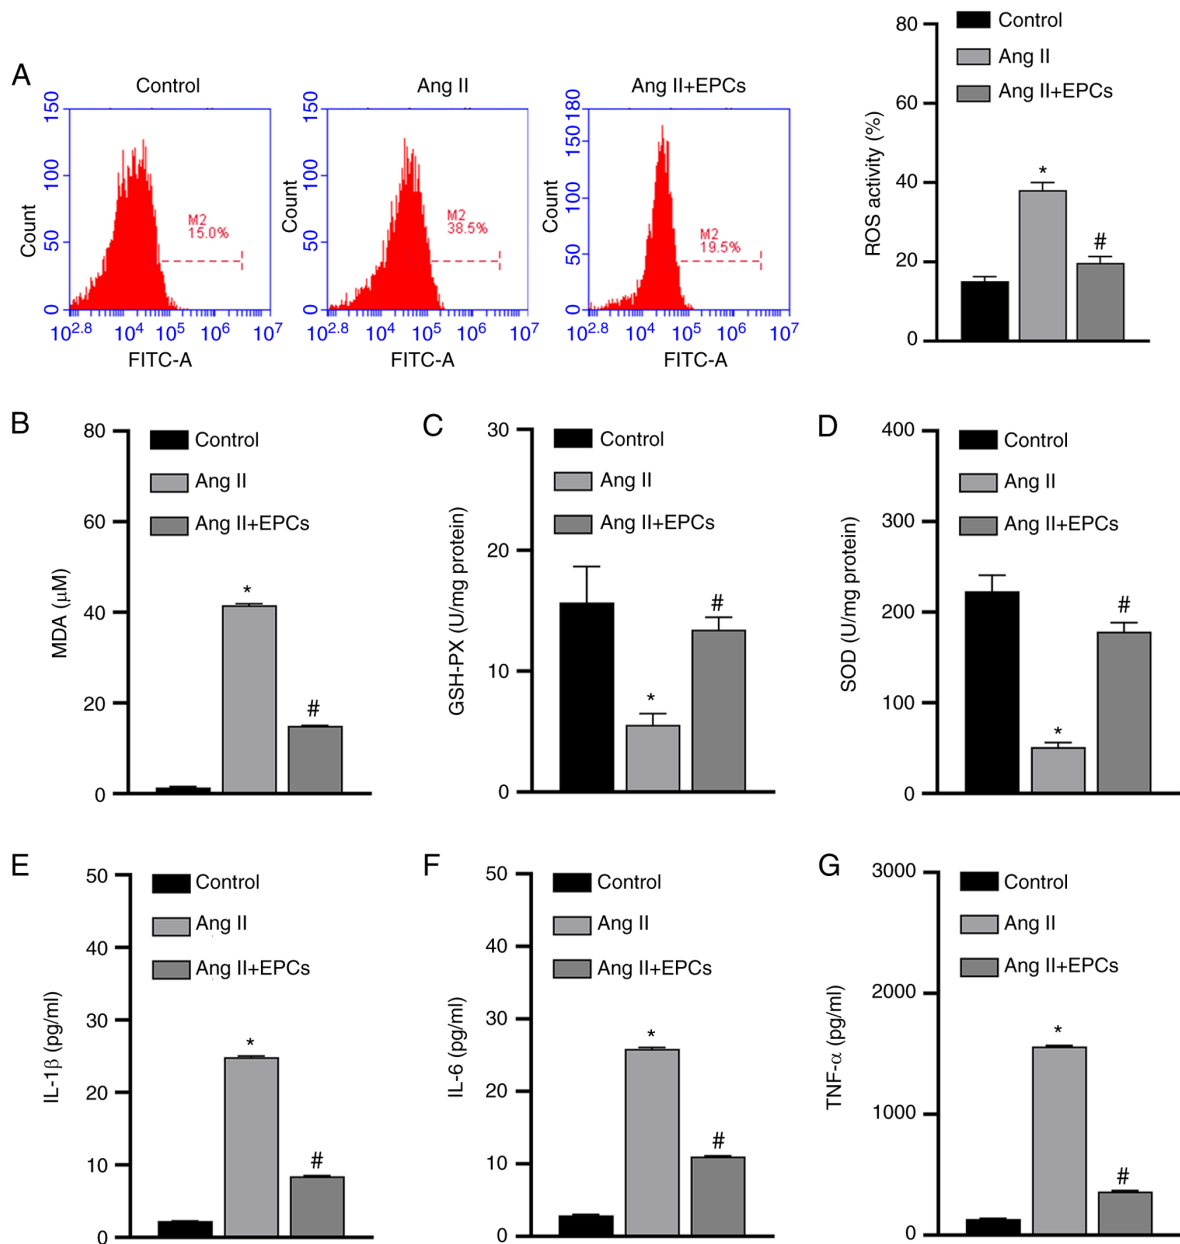 A
Control
Ang II
Ang II+EPCs
150
100
50
0
Count
M2
15.0%
10^2.8 10^4 10^5 10^6 10^7
FITC-A
150
100
50
0
Count
M2
38.5%
10^2.8 10^4 10^5 10^6 10^7
FITC-A
180
150
100
50
0
Count
M2
19.5%
10^2.8 10^4 10^5 10^6 10^7
FITC-A
80
60
40
20
0
ROS activity (%)
Control
Ang II
Ang II+EPCs
*
#
B
80
60
40
20
0
MDA (μM)
Control
Ang II
Ang II+EPCs
*
#
C
30
20
10
0
GSH-PX (U/mg protein)
Control
Ang II
Ang II+EPCs
*
#
D
400
300
200
100
0
SOD (U/mg protein)
Control
Ang II
Ang II+EPCs
*
#
E
50
40
30
20
10
0
IL-1β (pg/ml)
Control
Ang II
Ang II+EPCs
*
#
F
50
40
30
20
10
0
IL-6 (pg/ml)
Control
Ang II
Ang II+EPCs
*
#
G
3000
2000
1000
0
TNF-α (pg/ml)
Control
Ang II
Ang II+EPCs
*
#